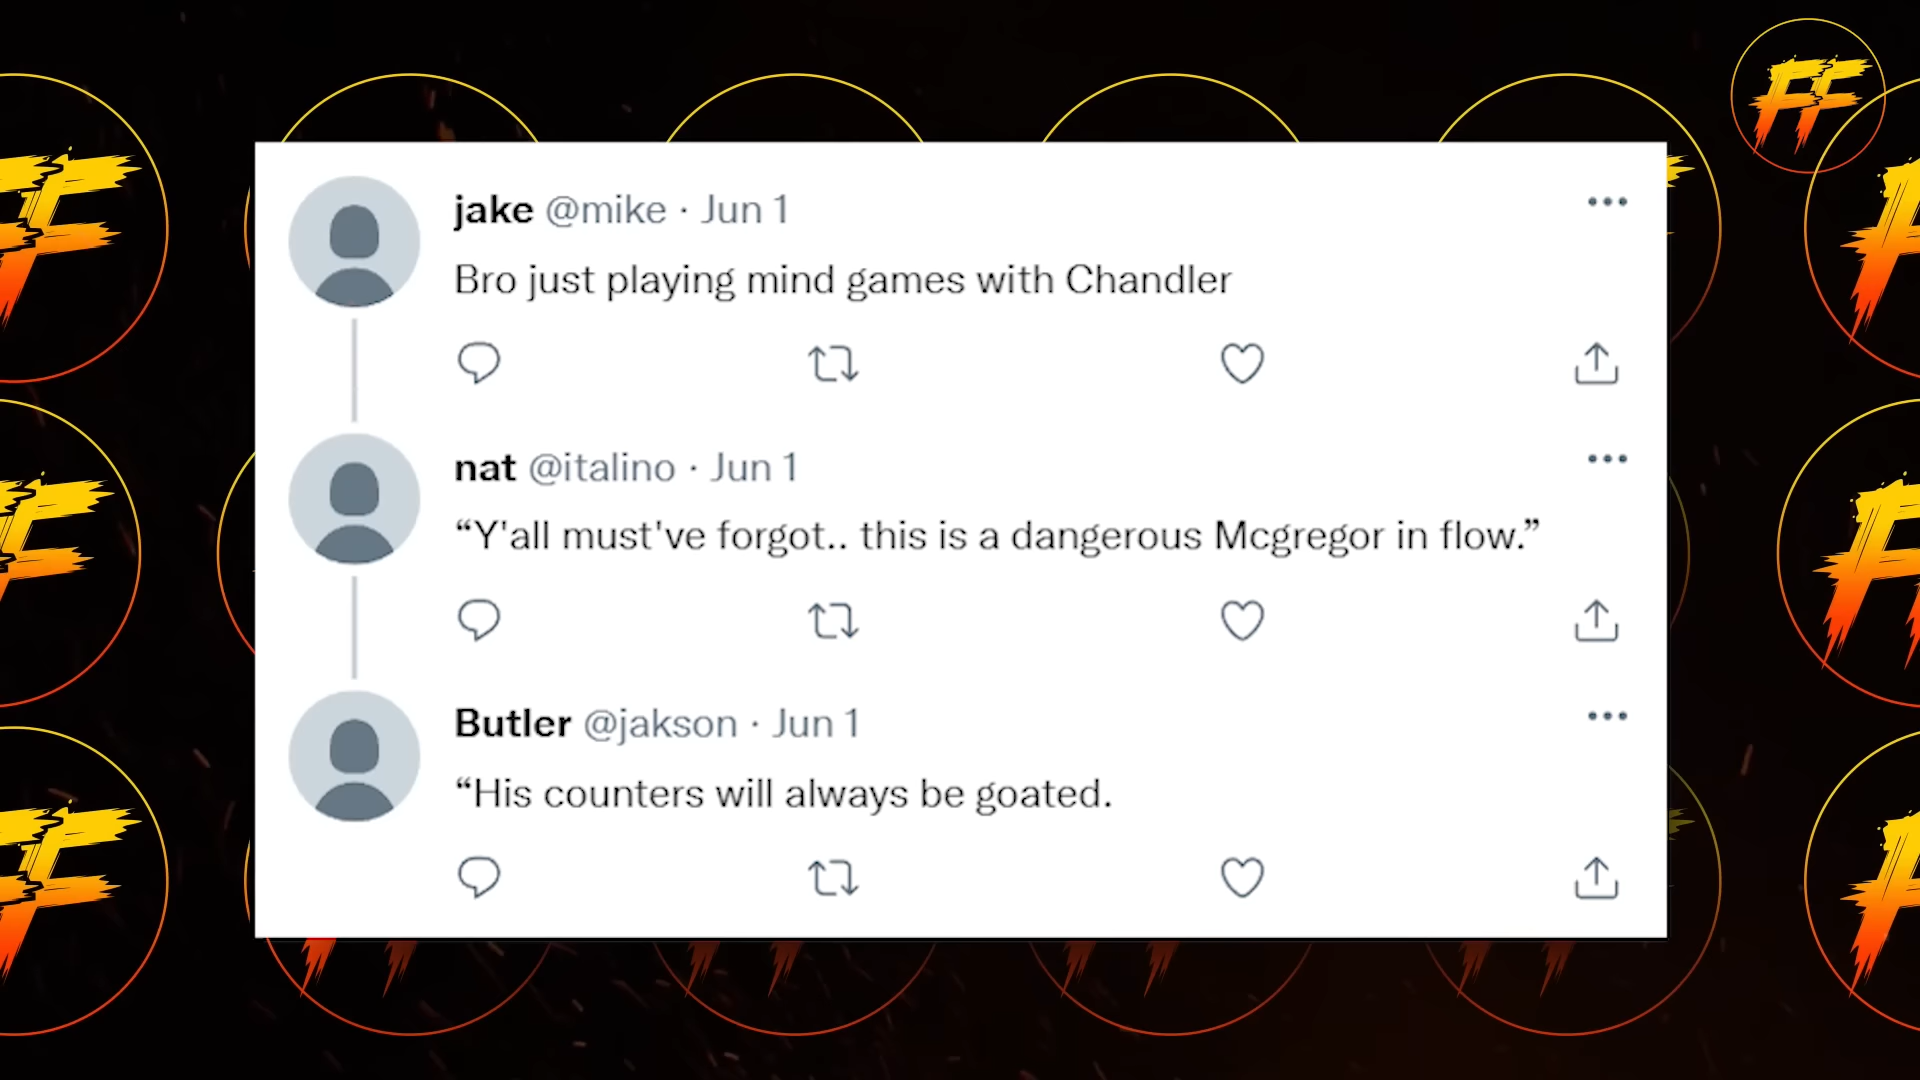 FF
jake @mike · Jun 1
Bro just playing mind games with Chandler
nat @italino · Jun 1
“Y'all must've forgot.. this is a dangerous Mcgregor in flow.”
Butler @jakson · Jun 1
“His counters will always be goated.